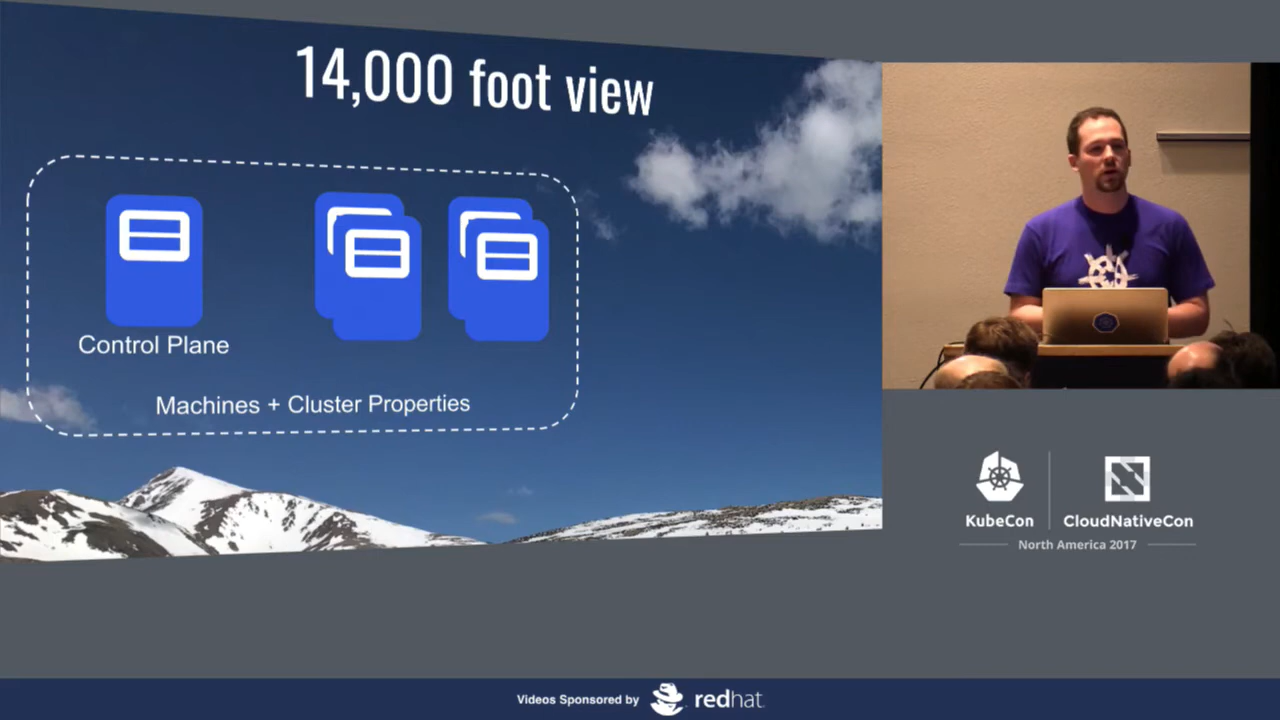 14,000 foot view
Control Plane
Machines + Cluster Properties
KubeCon
CloudNativeCon
North America 2017
Videos Sponsored by
redhat